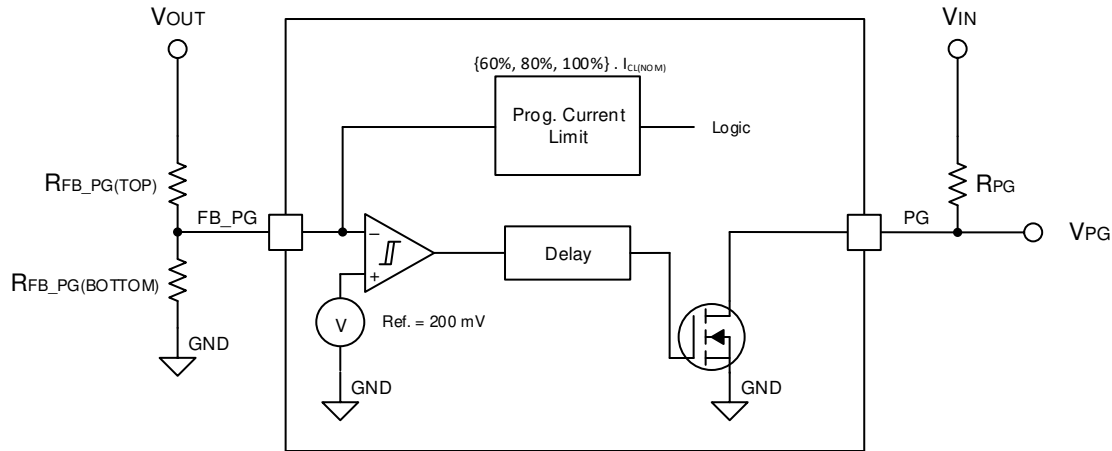 VOUT
VIN
{60%, 80%, 100%} . ICL(NOM)
Prog. Current
Limit
Logic
RFB_PG(TOP)
RPG
FB_PG
PG
VPG
−
+
Delay
RFB_PG(BOTTOM)
V
Ref. = 200 mV
GND
GND
GND